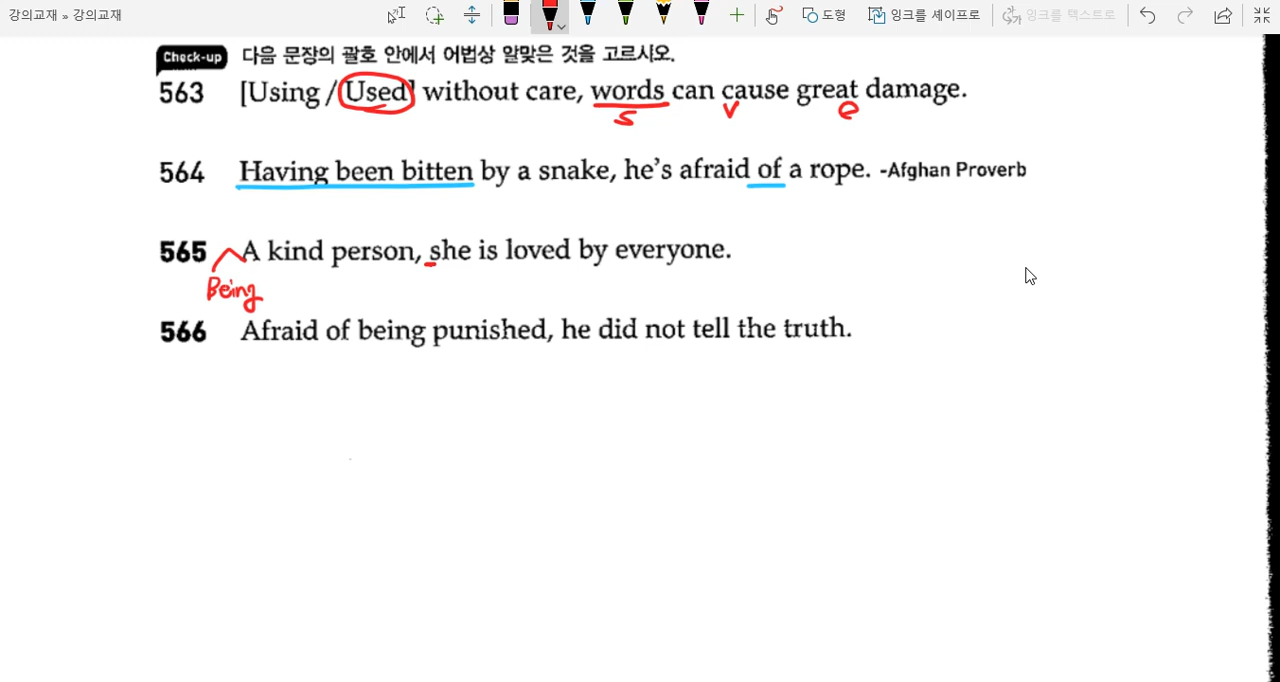 강의교재 » 강의교재
도형
잉크를 셰이프로
잉크를 텍스트로
Check-up 다음 문장의 괄호 안에서 어법상 알맞은 것을 고르시오.
563 [Using / Used] without care, words can cause great damage.
S V e
564 Having been bitten by a snake, he's afraid of a rope. -Afghan Proverb
565 A kind person, she is loved by everyone.
Being
566 Afraid of being punished, he did not tell the truth.